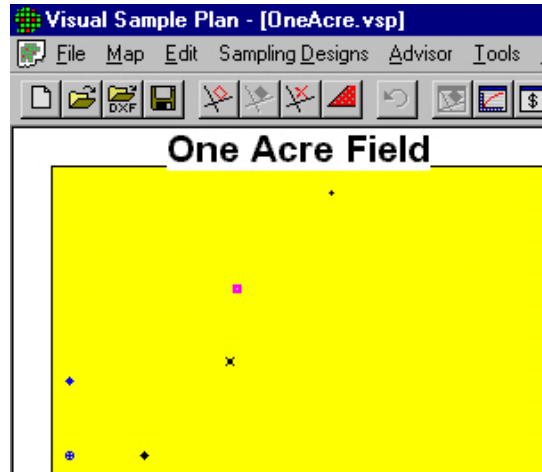 Visual Sample Plan - [OneAcre.vsp]
File Map Edit Sampling Designs Advisor Tools
DXF $
One Acre Field